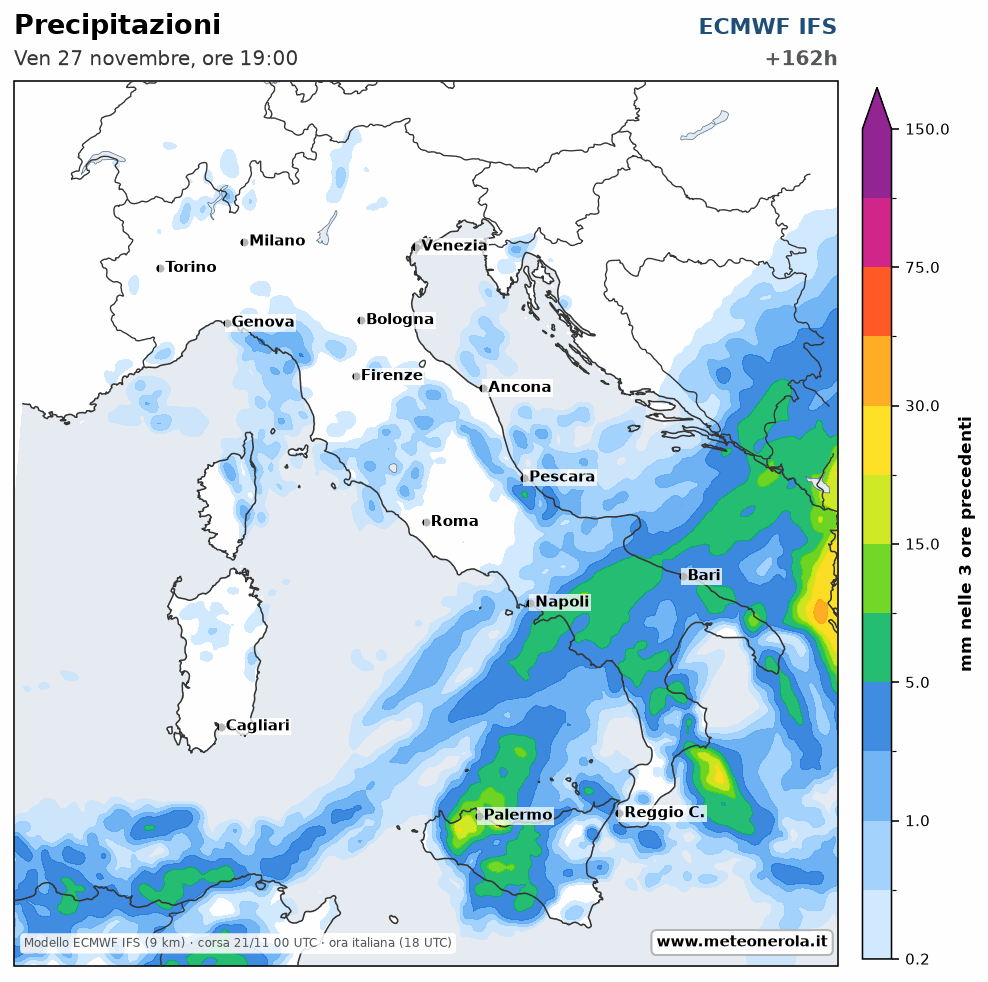 Precipitazioni
ECMWF IFS
Ven 27 novembre, ore 19:00
+162h
150.0
75.0
30.0
15.0
5.0
1.0
0.2
mm nelle 3 ore precedenti
Milano
Venezia
Torino
Genova
Bologna
Firenze
Ancona
Pescara
Roma
Bari
Napoli
Cagliari
Palermo
Reggio C.
Modello ECMWF IFS (9 km) · corsa 21/11 00 UTC · ora italiana (18 UTC)
www.meteonerola.it